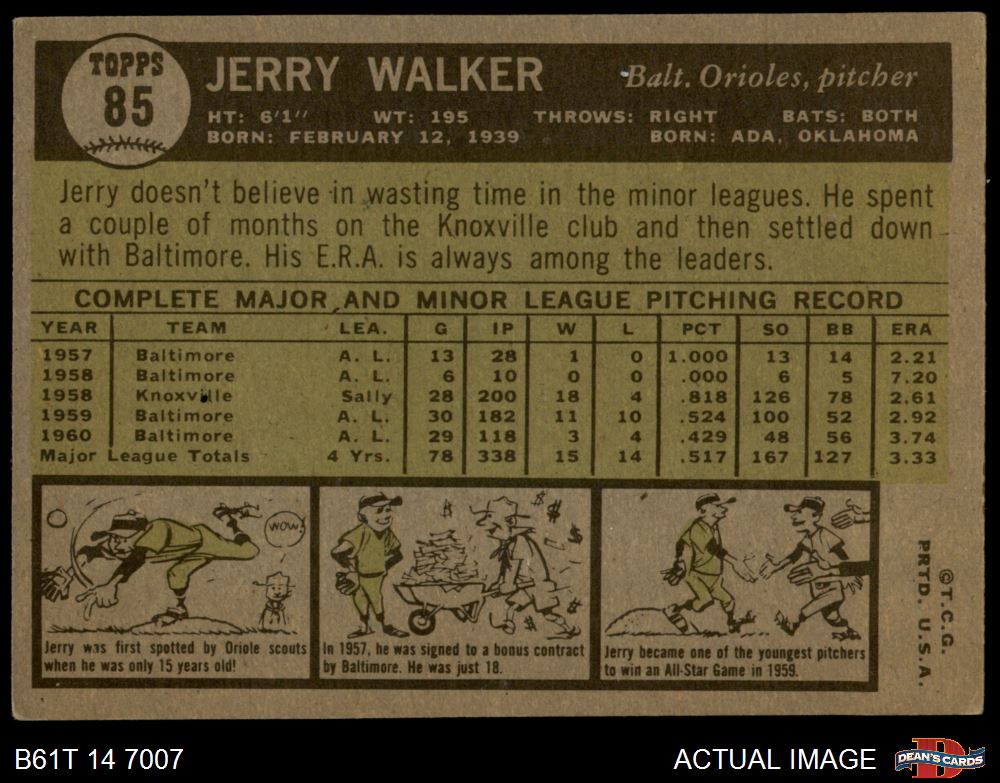 TOPPS
85
JERRY WALKER Balt. Orioles, pitcher
HT: 6'1" WT: 195 THROWS: RIGHT BATS: BOTH
BORN: FEBRUARY 12, 1939 BORN: ADA, OKLAHOMA
Jerry doesn't believe in wasting time in the minor leagues. He spent
a couple of months on the Knoxville club and then settled down
with Baltimore. His E.R.A. is always among the leaders.
COMPLETE MAJOR AND MINOR LEAGUE PITCHING RECORD
YEAR TEAM LEA. G IP W L PCT SO BB ERA
1957 Baltimore A. L. 13 28 1 0 1.000 13 14 2.21
1958 Baltimore A. L. 6 10 0 0 .000 6 5 7.20
1958 Knoxville Sally 28 200 18 4 .818 126 78 2.61
1959 Baltimore A. L. 30 182 11 10 .524 100 52 2.92
1960 Baltimore A. L. 29 118 3 4 .429 48 56 3.74
Major League Totals 4 Yrs. 78 338 15 14 .517 167 127 3.33
WOW!
Jerry was first spotted by Oriole scouts
when he was only 15 years old!
$ $ $ $ $ $
In 1957, he was signed to a bonus contract
by Baltimore. He was just 18.
Jerry became one of the youngest pitchers
to win an All-Star Game in 1959.
©T.C.G.
PRTD. U.S.A.
B61T 14 7007
ACTUAL IMAGE
DEAN'S CARDS